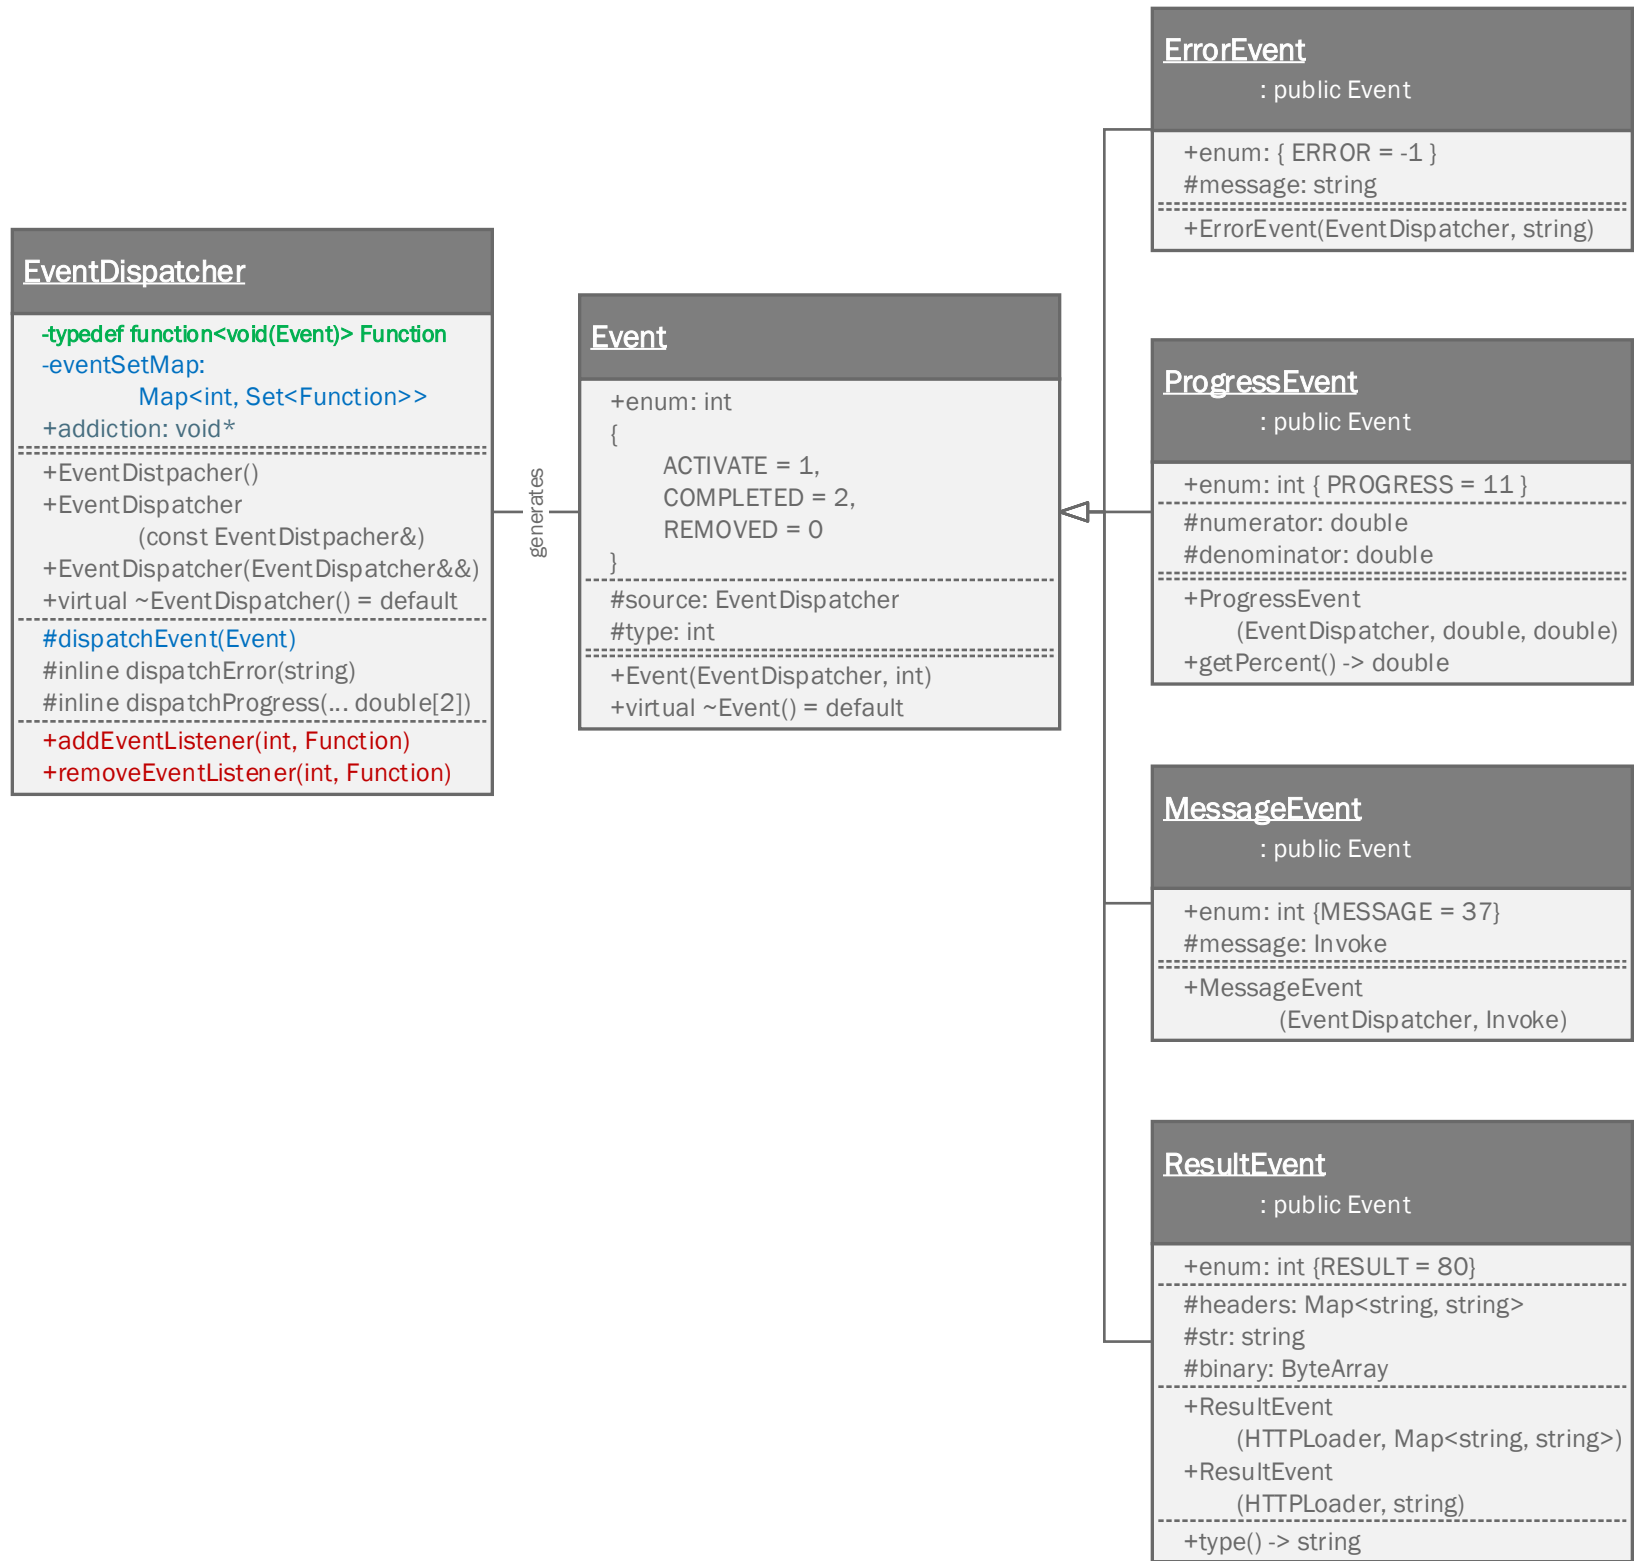 EventDispatcher
-typedef function<void(Event)> Function
-eventSetMap:
Map<int, Set<Function>>
+addiction: void*
+EventDistpacher()
+EventDispatcher
(const EventDistpacher&)
+EventDispatcher(EventDispatcher&&)
+virtual ~EventDispatcher() = default
#dispatchEvent(Event)
#inline dispatchError(string)
#inline dispatchProgress(... double[2])
+addEventListener(int, Function)
+removeEventListener(int, Function)
generates
Event
+enum: int
{
ACTIVATE = 1,
COMPLETED = 2,
REMOVED = 0
}
#source: EventDispatcher
#type: int
+Event(EventDispatcher, int)
+virtual ~Event() = default
ErrorEvent
: public Event
+enum: { ERROR = -1 }
#message: string
+ErrorEvent(EventDispatcher, string)
ProgressEvent
: public Event
+enum: int { PROGRESS = 11 }
#numerator: double
#denominator: double
+ProgressEvent
(EventDispatcher, double, double)
+getPercent() -> double
MessageEvent
: public Event
+enum: int {MESSAGE = 37}
#message: Invoke
+MessageEvent
(EventDispatcher, Invoke)
ResultEvent
: public Event
+enum: int {RESULT = 80}
#headers: Map<string, string>
#str: string
#binary: ByteArray
+ResultEvent
(HTTPLoader, Map<string, string>)
+ResultEvent
(HTTPLoader, string)
+type() -> string